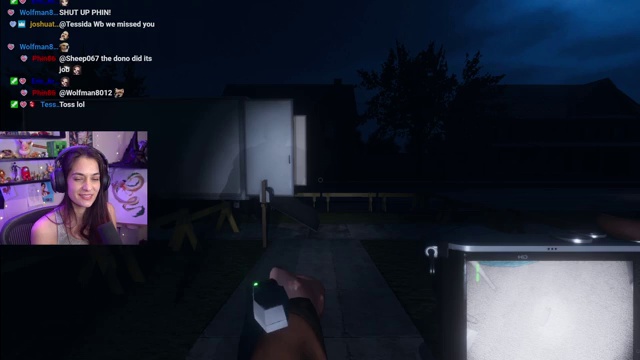 Wolfman8... SHUT UP PHIN!
joshuat.. @Tessida Wb we missed you
Wolfman8...
@Sheep067 the dono did its
job
@Wolfman8012
Tess. Toss lol
HD